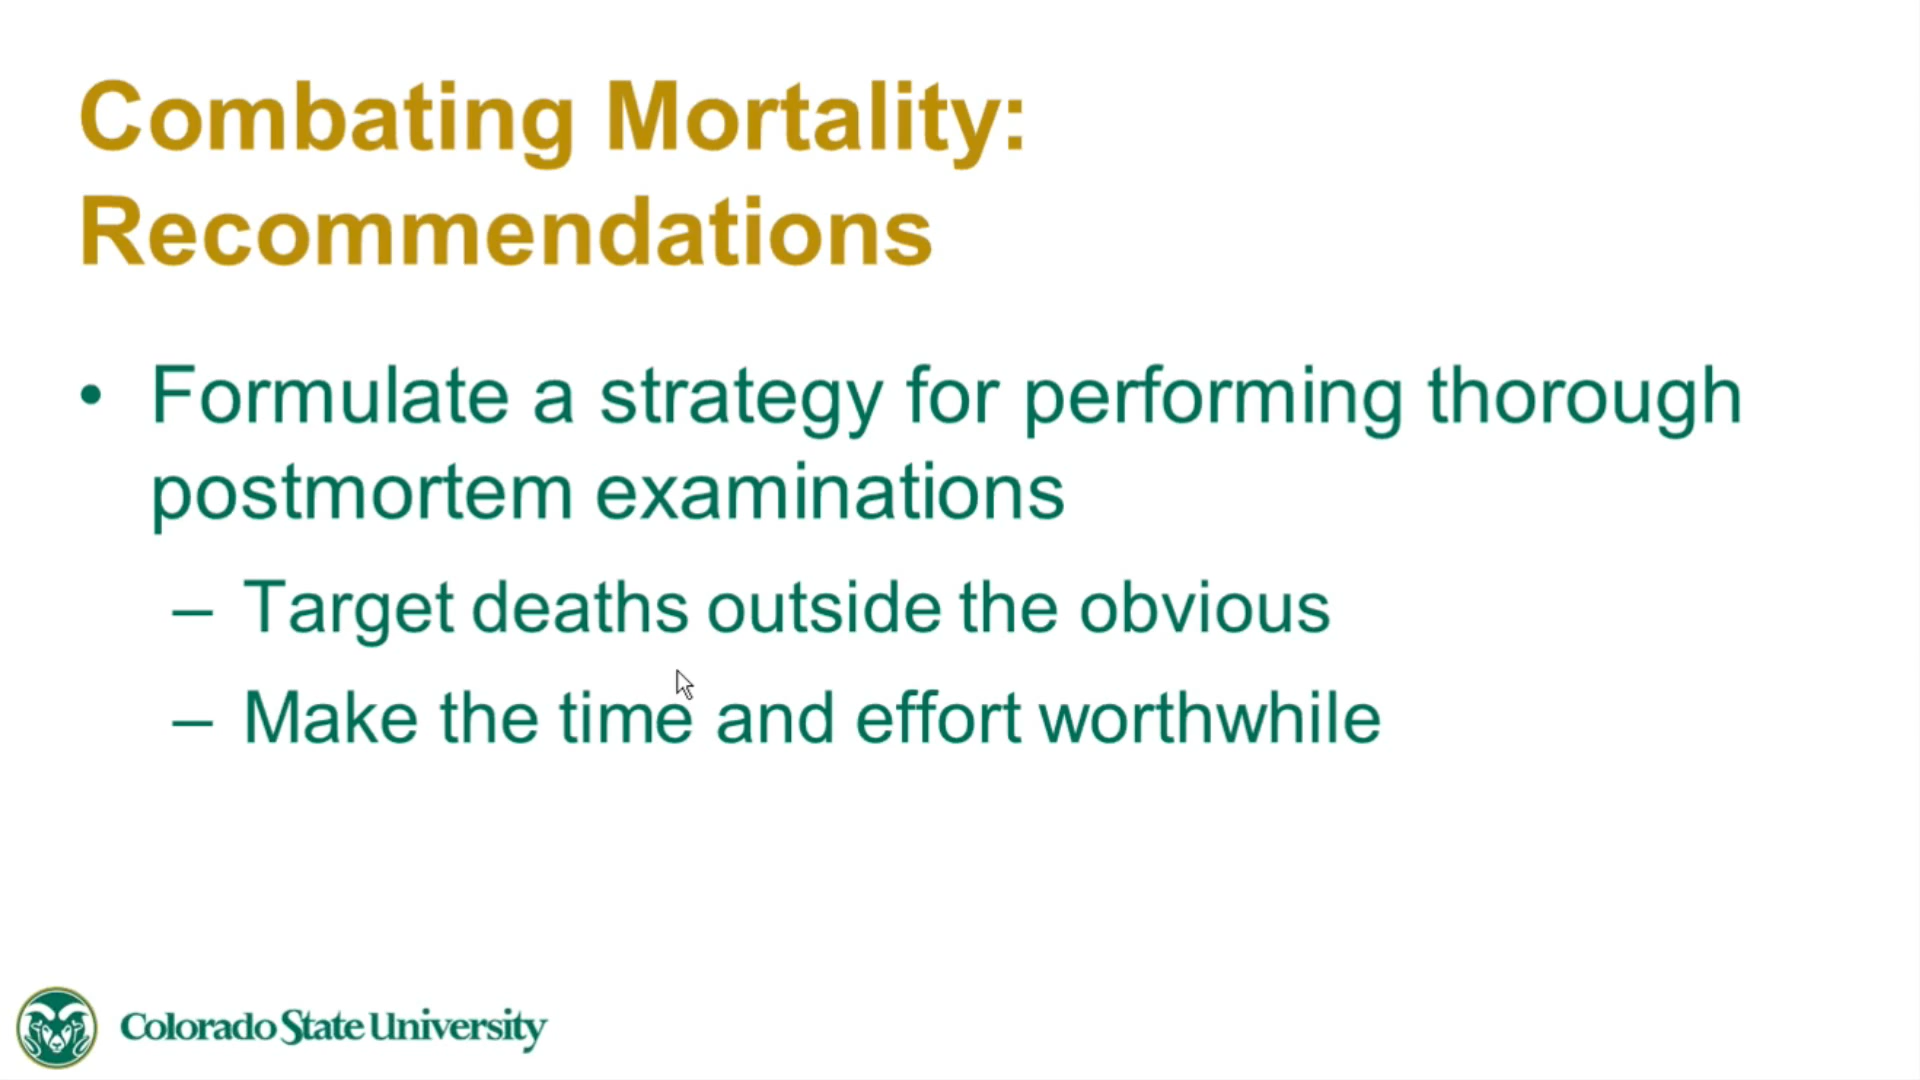 Combating Mortality:
Recommendations
• Formulate a strategy for performing thorough
postmortem examinations
– Target deaths outside the obvious
– Make the time and effort worthwhile
Colorado State University